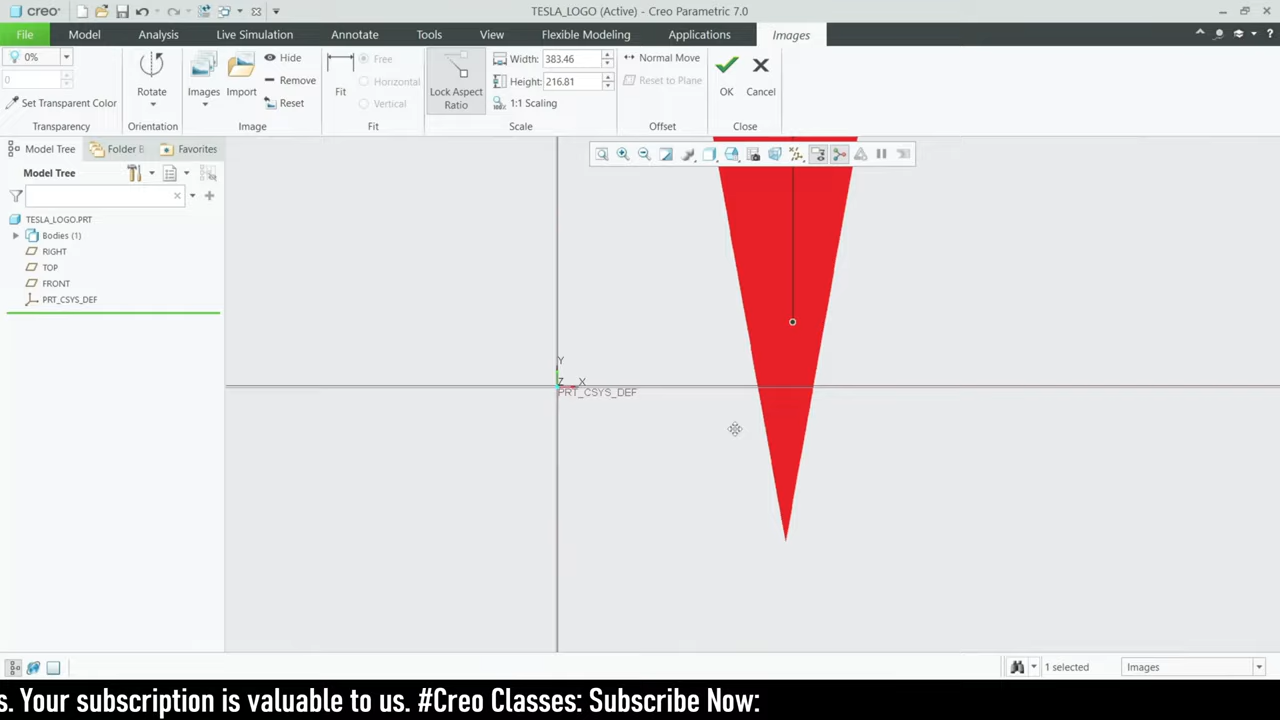 creo® TESLA_LOGO (Active) - Creo Parametric 7.0
File Model Analysis Live Simulation Annotate Tools View Flexible Modeling Applications Images
0%
0
Set Transparent Color
Transparency
Rotate
Orientation
Images
Import
Hide
Remove
Reset
Image
Fit
Free
Horizontal
Vertical
Fit
Lock Aspect
Ratio
Width: 383.46
Height: 216.81
1:1 Scaling
Scale
Normal Move
Reset to Plane
Offset
OK
Cancel
Close
Model Tree Folder B Favorites
Model Tree
TESLA_LOGO.PRT
Bodies (1)
RIGHT
TOP
FRONT
PRT_CSYS_DEF
Y
Z X
PRT_CSYS_DEF
1 selected Images
s. Your subscription is valuable to us. #Creo Classes: Subscribe Now: